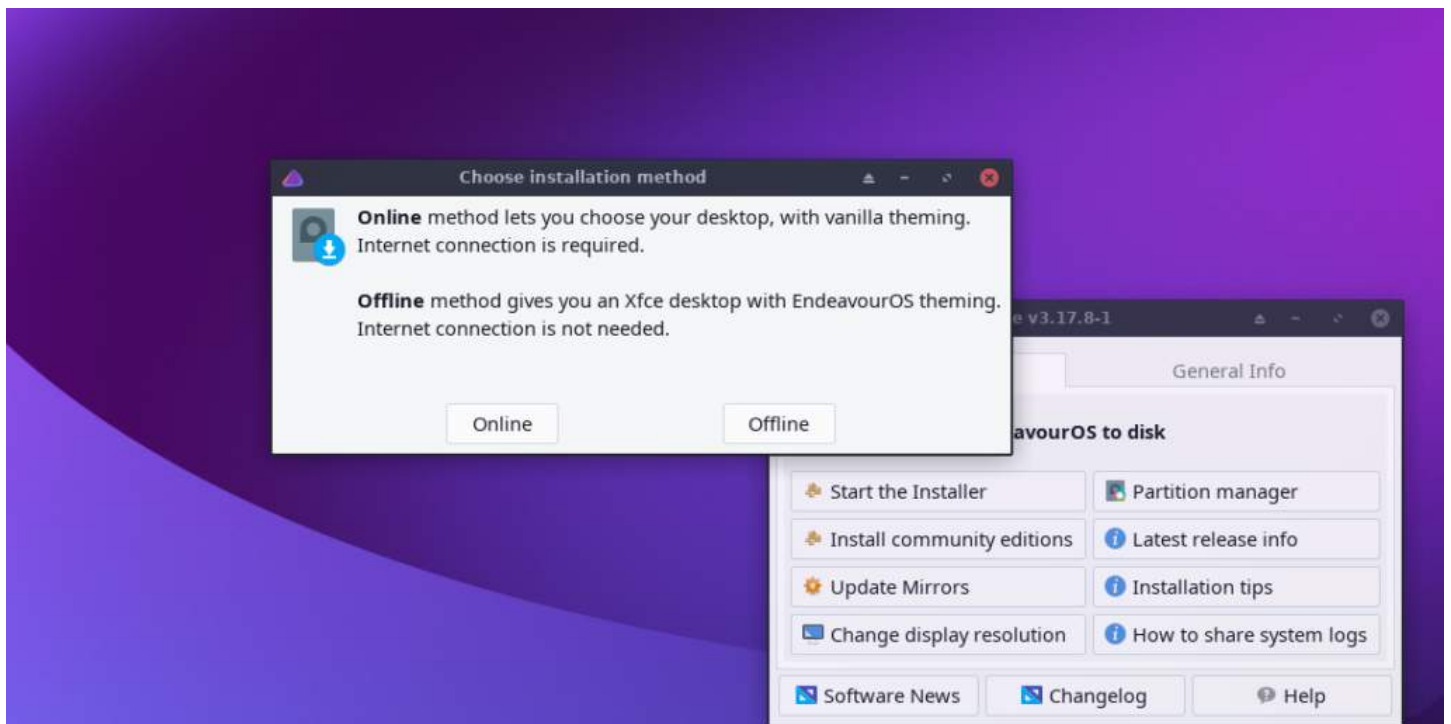 Choose installation method
Online method lets you choose your desktop, with vanilla theming.
Internet connection is required.
Offline method gives you an Xfce desktop with EndeavourOS theming.
Internet connection is not needed.
Online
Offline
e v3.17.8-1
General Info
avourOS to disk
Start the Installer
Partition manager
Install community editions
Latest release info
Update Mirrors
Installation tips
Change display resolution
How to share system logs
Software News
Changelog
Help